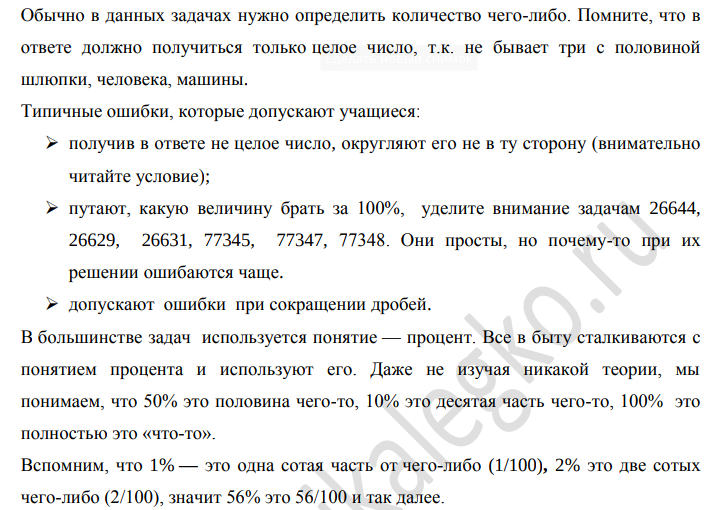 Обычно в данных задачах нужно определить количество чего-либо. Помните, что в
ответе должно получиться только целое число, т.к. не бывает три с половиной
шлюпки, человека, машины.
Типичные ошибки, которые допускают учащиеся:
➢ получив в ответе не целое число, округляют его не в ту сторону (внимательно
читайте условие);
➢ путают, какую величину брать за 100%, уделите внимание задачам 26644,
26629, 26631, 77345, 77347, 77348. Они просты, но почему-то при их
решении ошибаются чаще.
➢ допускают ошибки при сокращении дробей.
В большинстве задач используется понятие — процент. Все в быту сталкиваются с
понятием процента и используют его. Даже не изучая никакой теории, мы
понимаем, что 50% это половина чего-то, 10% это десятая часть чего-то, 100% это
полностью это «что-то».
Вспомним, что 1% — это одна сотая часть от чего-либо (1/100), 2% это две сотых
чего-либо (2/100), значит 56% это 56/100 и так далее.
ikalegko.ru